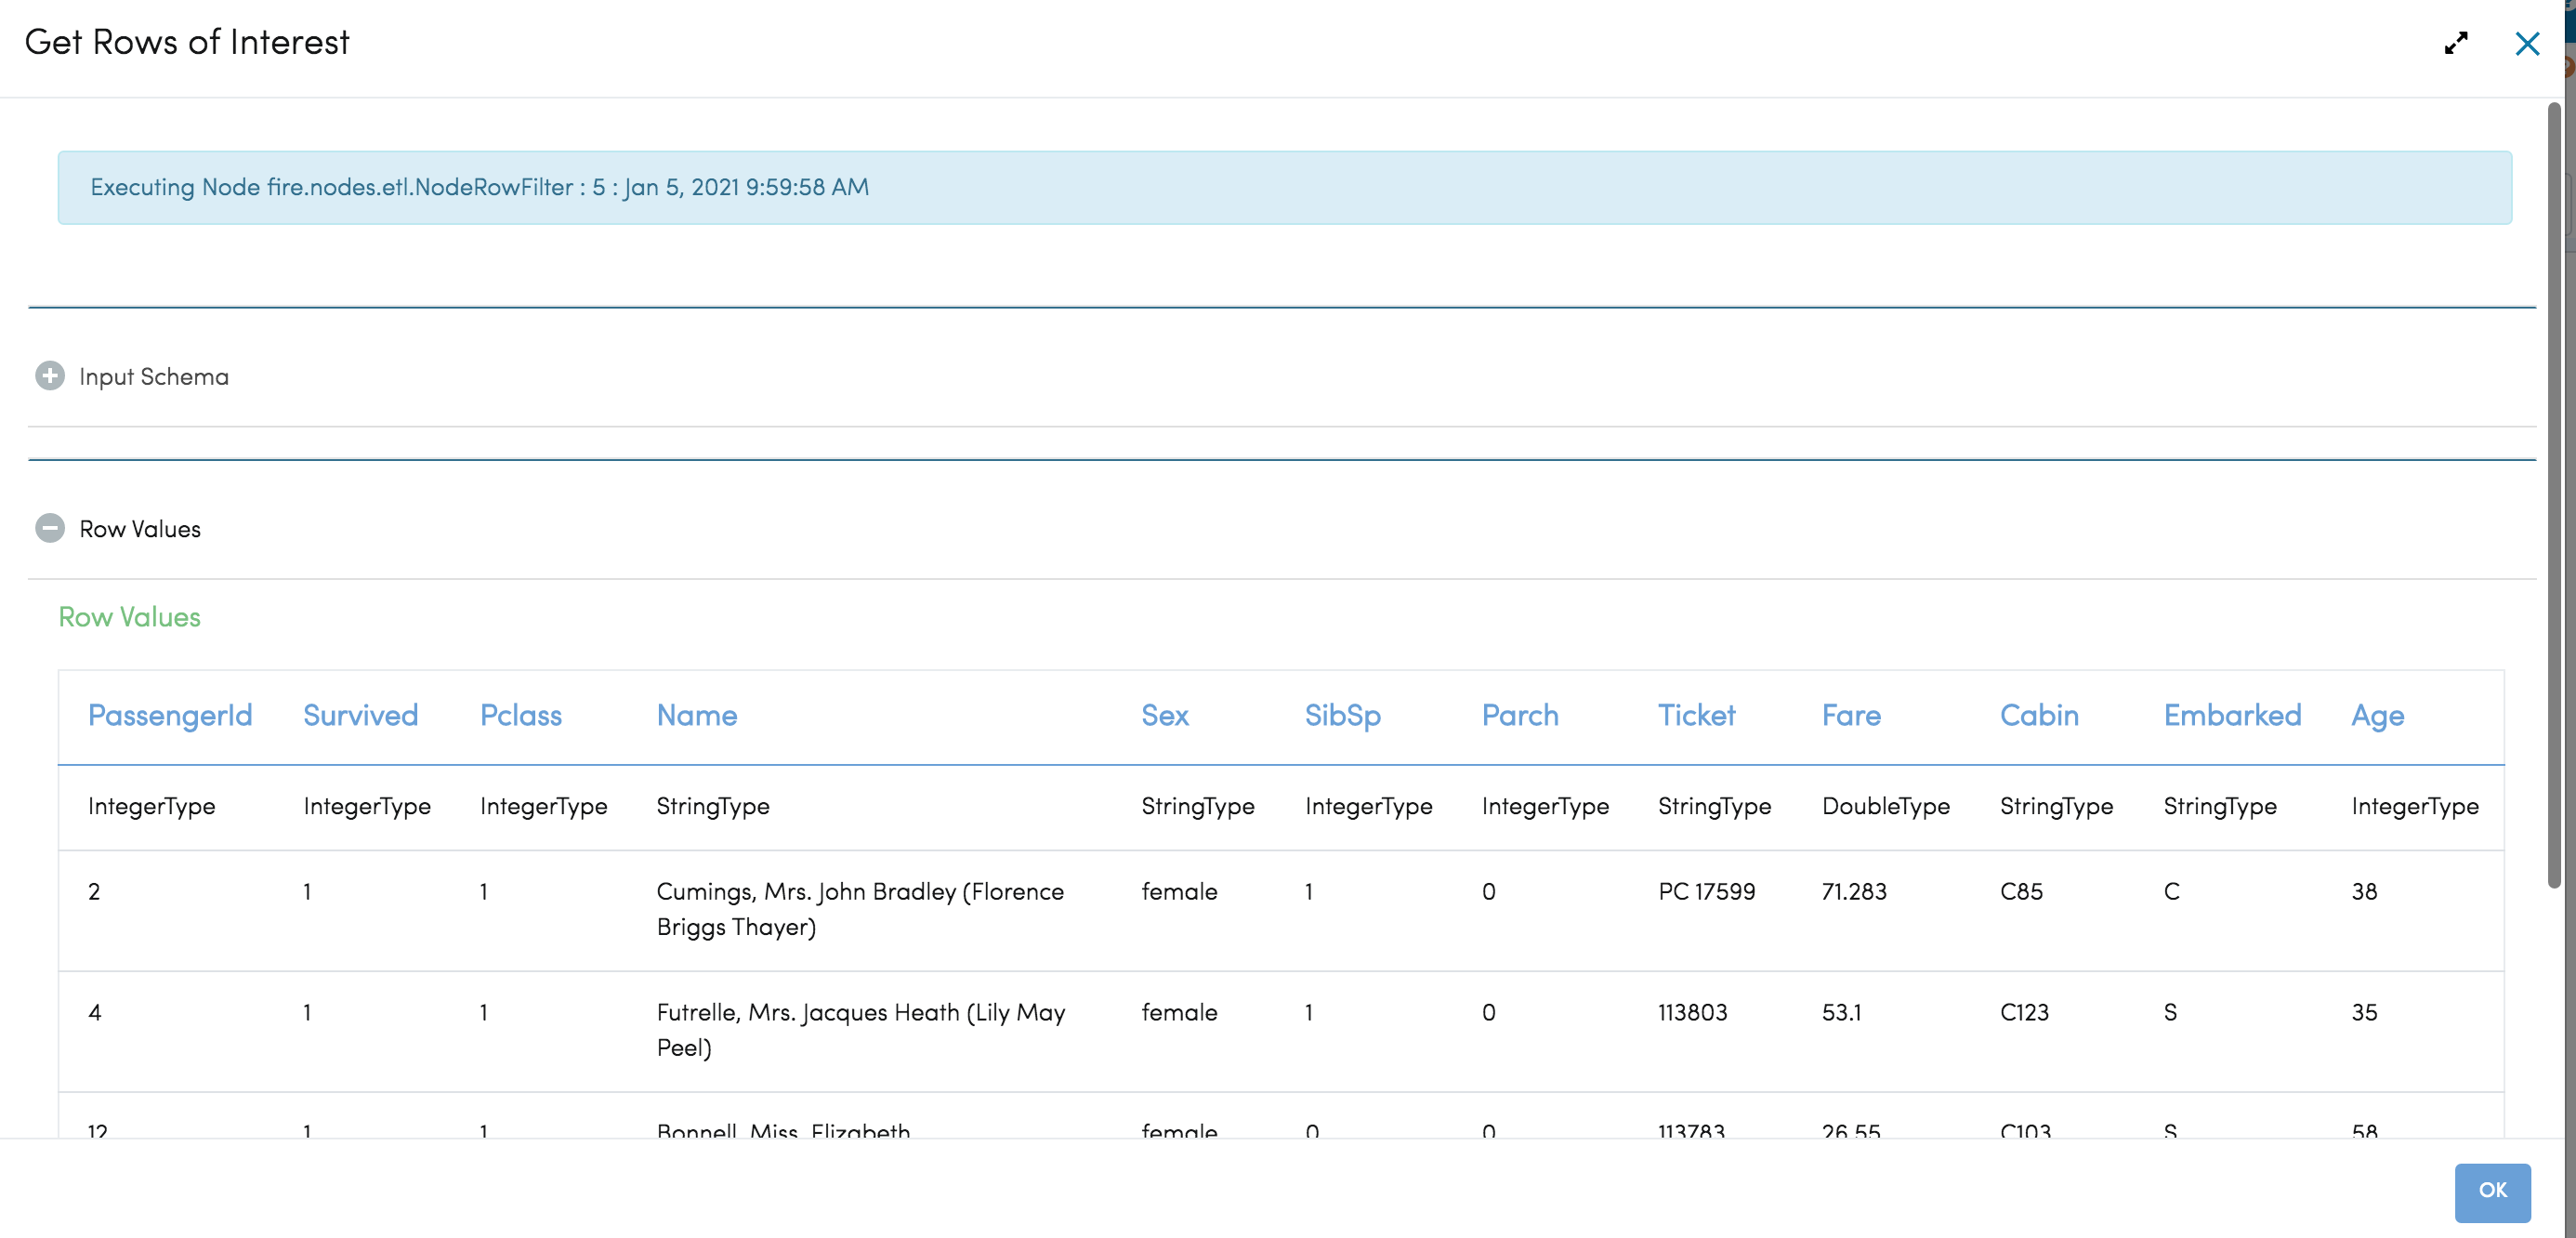 Get Rows of Interest
Executing Node fire.nodes.etl.NodeRowFilter : 5 : Jan 5, 2021 9:59:58 AM
Input Schema
Row Values
Row Values
PassengerId Survived Pclass Name Sex SibSp Parch Ticket Fare Cabin Embarked Age
IntegerType IntegerType IntegerType StringType StringType IntegerType IntegerType StringType DoubleType StringType StringType IntegerType
2 1 1 Cumings, Mrs. John Bradley (Florence female 1 0 PC 17599 71.283 C85 C 38
Briggs Thayer)
4 1 1 Futrelle, Mrs. Jacques Heath (Lily May female 1 0 113803 53.1 C123 S 35
Peel)
12 1 1 Bonnell, Miss. Elizabeth female 0 0 113783 26.55 C103 S 58
OK